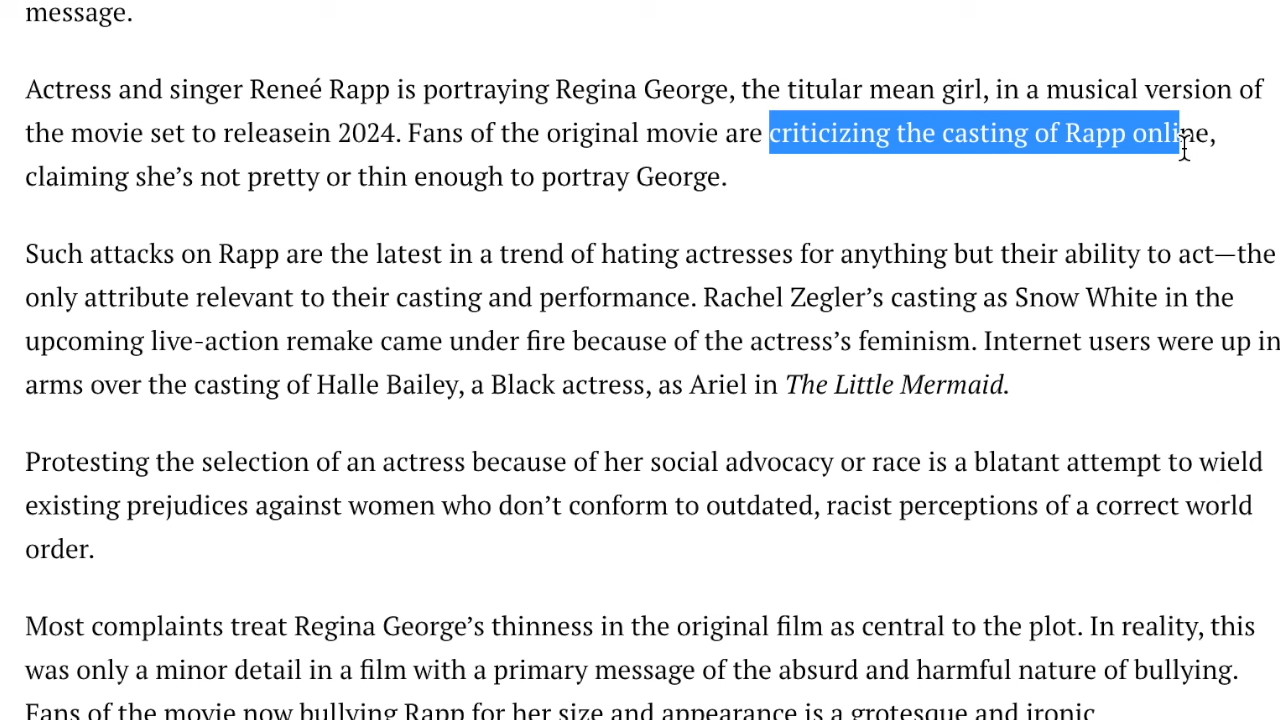 message.
Actress and singer Reneé Rapp is portraying Regina George, the titular mean girl, in a musical version of
the movie set to releasein 2024. Fans of the original movie are criticizing the casting of Rapp online,
claiming she’s not pretty or thin enough to portray George.
Such attacks on Rapp are the latest in a trend of hating actresses for anything but their ability to act—the
only attribute relevant to their casting and performance. Rachel Zegler’s casting as Snow White in the
upcoming live-action remake came under fire because of the actress’s feminism. Internet users were up in
arms over the casting of Halle Bailey, a Black actress, as Ariel in The Little Mermaid.
Protesting the selection of an actress because of her social advocacy or race is a blatant attempt to wield
existing prejudices against women who don’t conform to outdated, racist perceptions of a correct world
order.
Most complaints treat Regina George’s thinness in the original film as central to the plot. In reality, this
was only a minor detail in a film with a primary message of the absurd and harmful nature of bullying.
Fans of the movie now bullying Rapp for her size and appearance is a grotesque and ironic